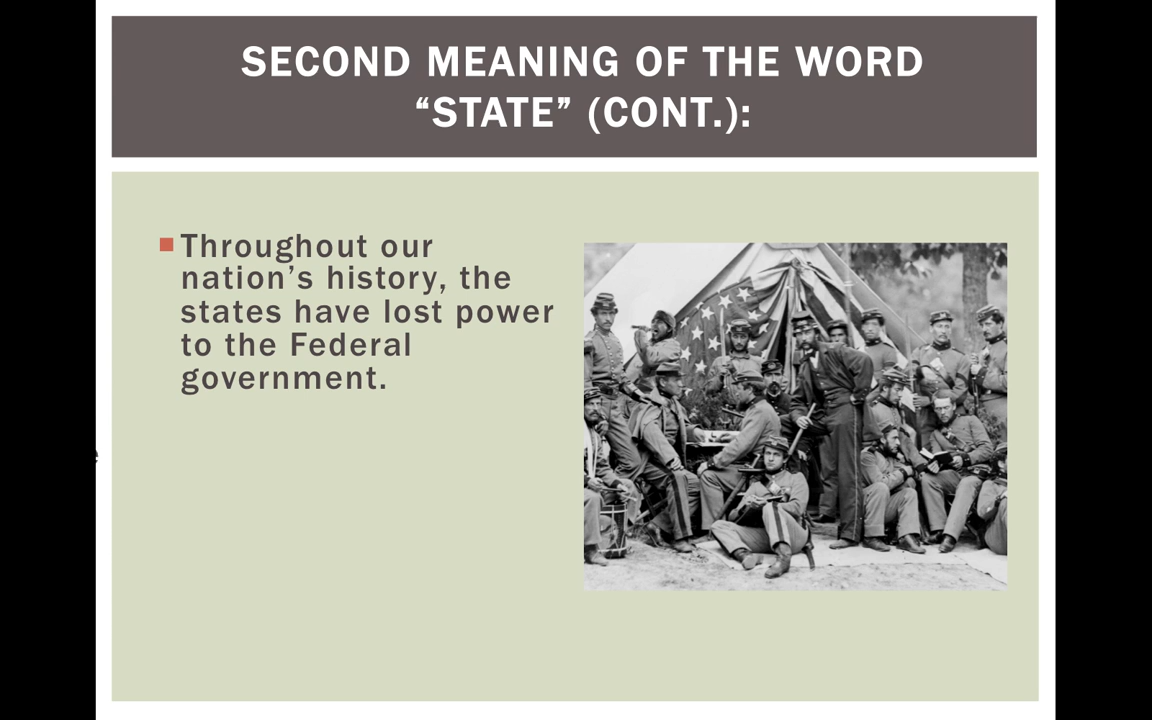 SECOND MEANING OF THE WORD
“STATE” (CONT.):
Throughout our
nation’s history, the
states have lost power
to the Federal
government.